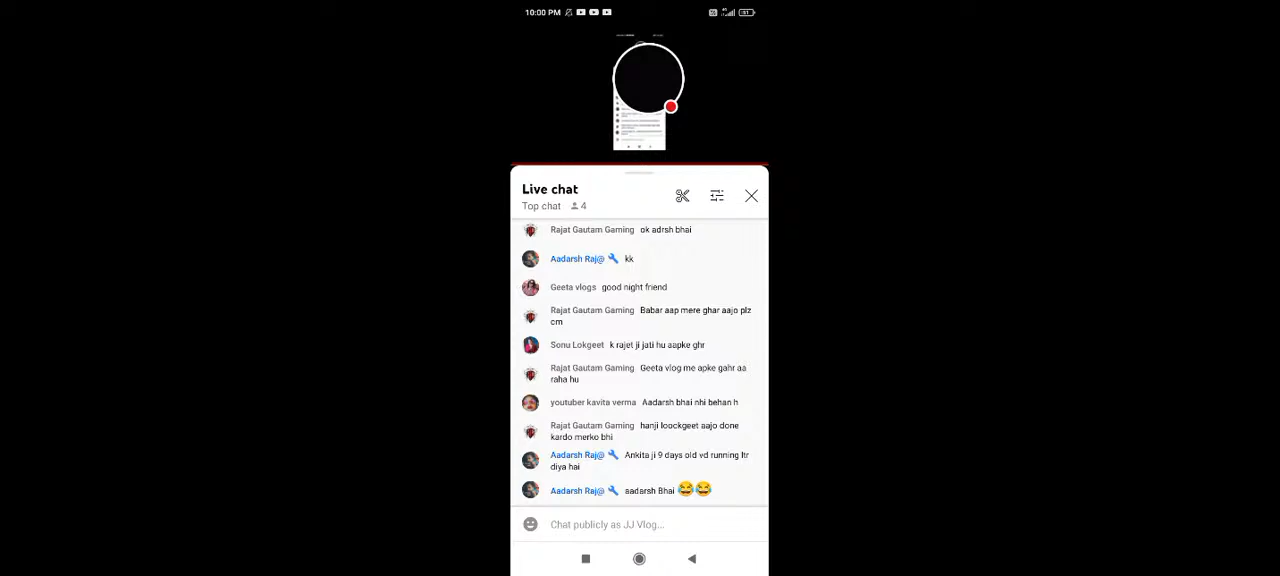 10:00 PM
Live chat
Top chat 4
Rajat Gautam Gaming ok adrsh bhai
Aadarsh Raj@ kk
Geeta vlogs good night friend
Rajat Gautam Gaming Babar aap mere ghar aajo plz
cm
Sonu Lokgeet k rajet ji jati hu aapke ghr
Rajat Gautam Gaming Geeta vlog me apke gahr aa
raha hu
youtuber kavita verma Aadarsh bhai nhi behan h
Rajat Gautam Gaming hanji loockgeet aajo done
kardo merko bhi
Aadarsh Raj@ Ankita ji 9 days old vd running ltr
diya hai
Aadarsh Raj@ aadarsh Bhai 😂😂
Chat publicly as JJ Vlog...